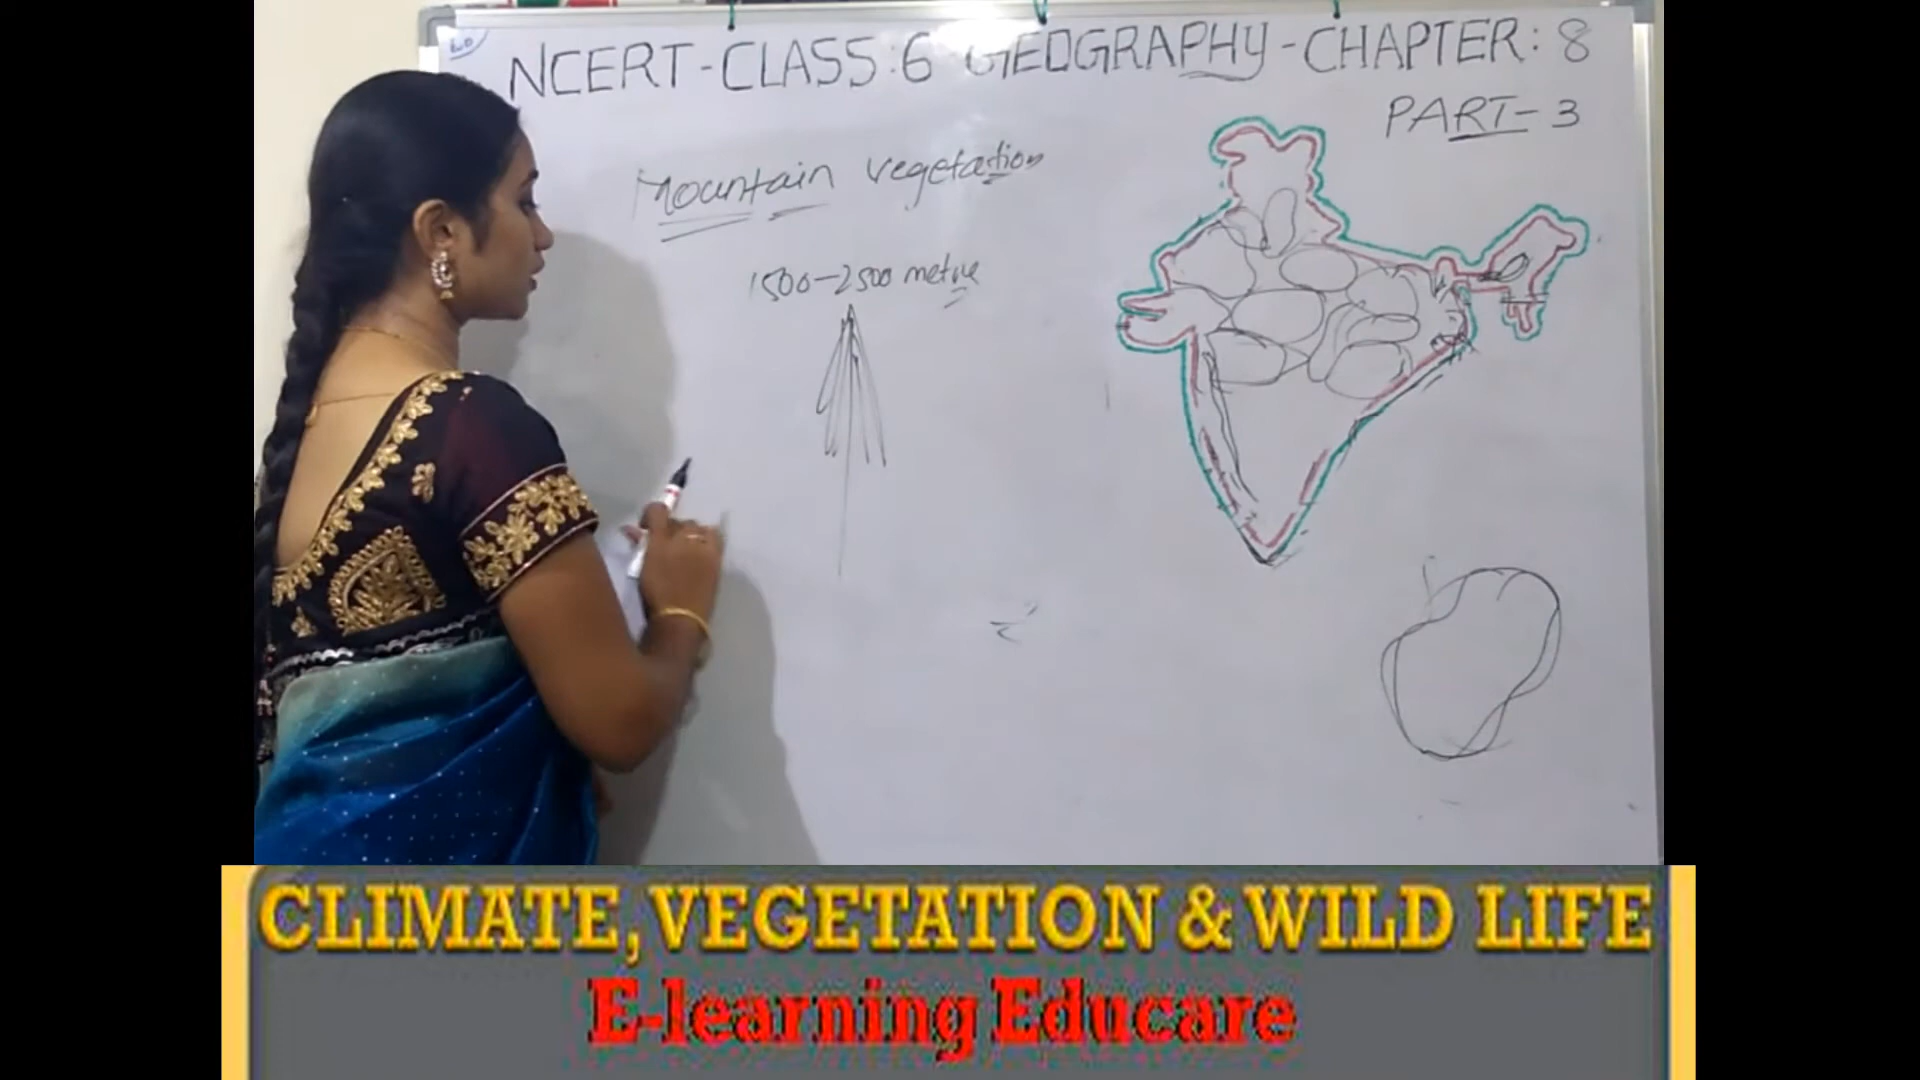 NCERT-CLASS:6 GEOGRAPHY-CHAPTER:8
PART-3
Mountain vegetation
1500-2500 metre
CLIMATE, VEGETATION & WILD LIFE
E-learning Educare